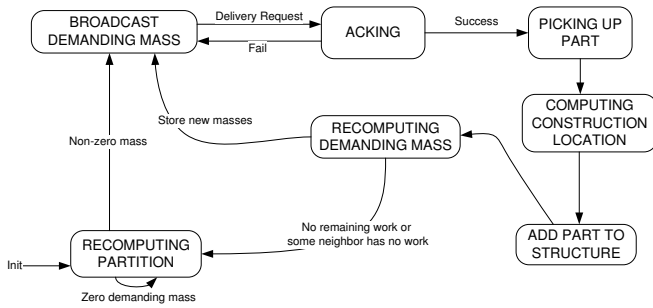 BROADCAST
DEMANDING MASS
Delivery Request
Fail
ACKING
Success
PICKING UP
PART
COMPUTING
CONSTRUCTION
LOCATION
Store new masses
Non-zero mass
RECOMPUTING
DEMANDING MASS
No remaining work or
some neighbor has no work
ADD PART TO
STRUCTURE
Init
RECOMPUTING
PARTITION
Zero demanding mass